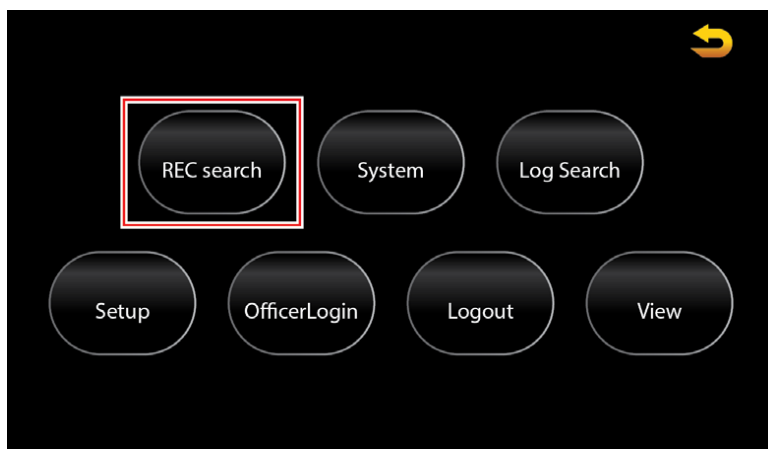 REC search
System
Log Search
Setup
OfficerLogin
Logout
View